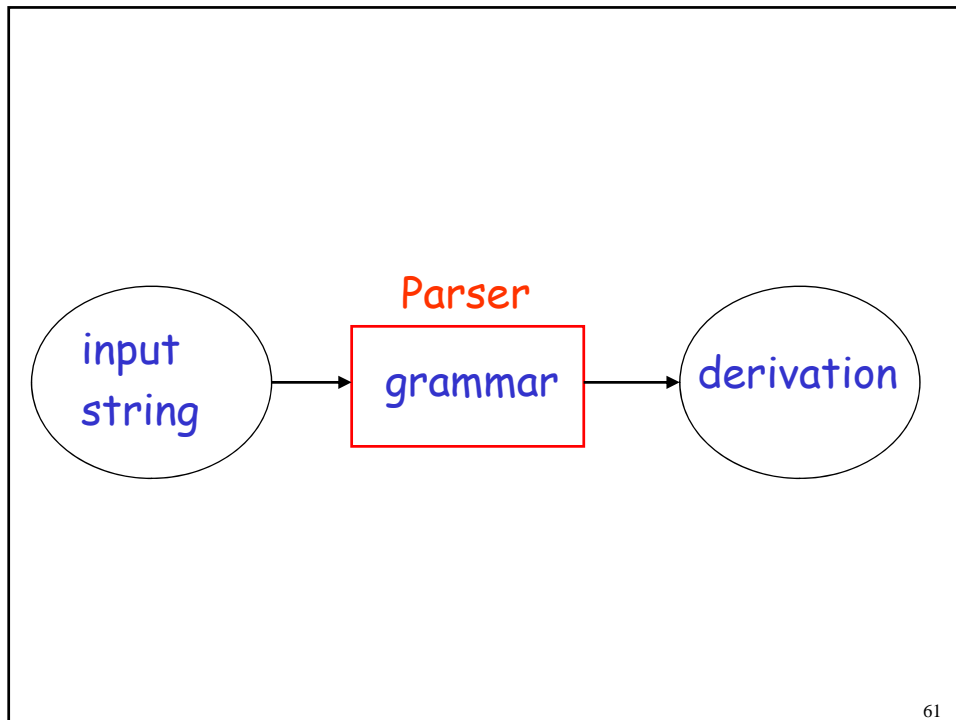 Parser
input
string
grammar
derivation
61